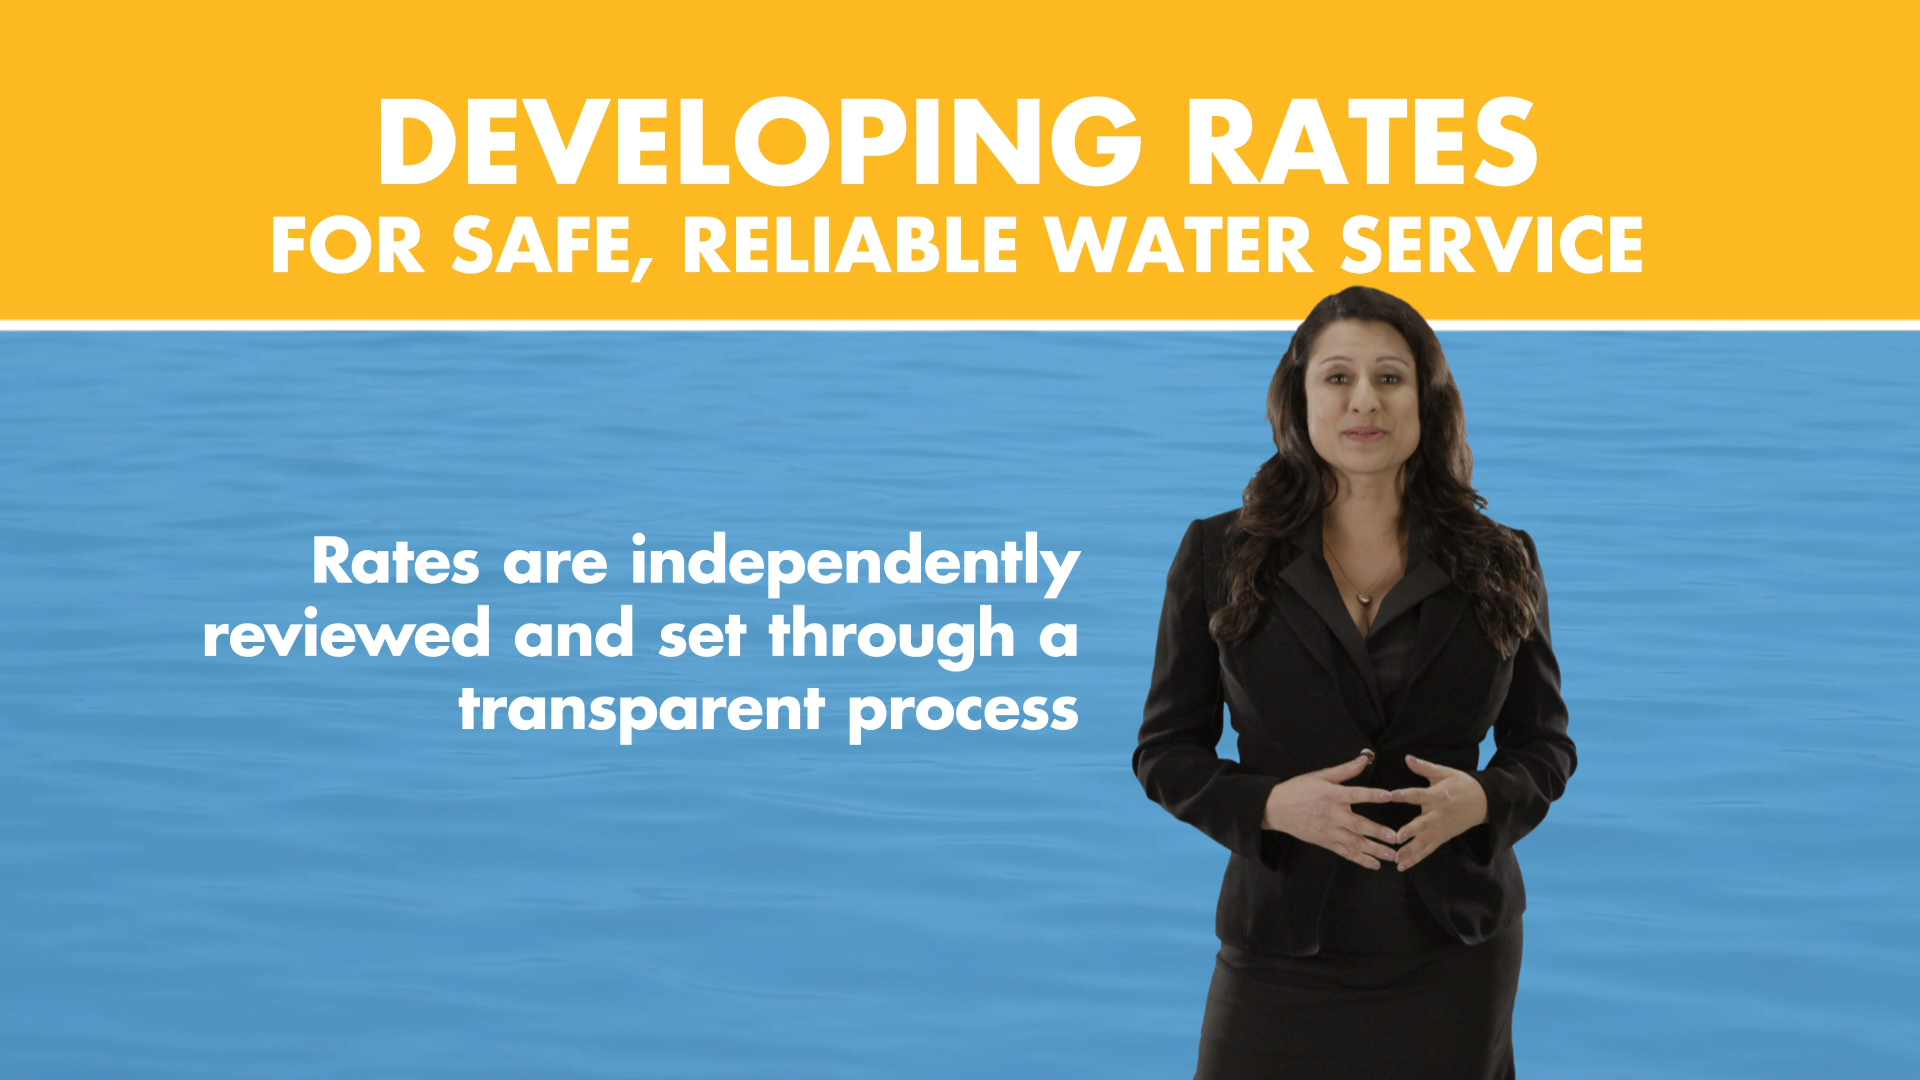 DEVELOPING RATES
FOR SAFE, RELIABLE WATER SERVICE
Rates are independently
reviewed and set through a
transparent process